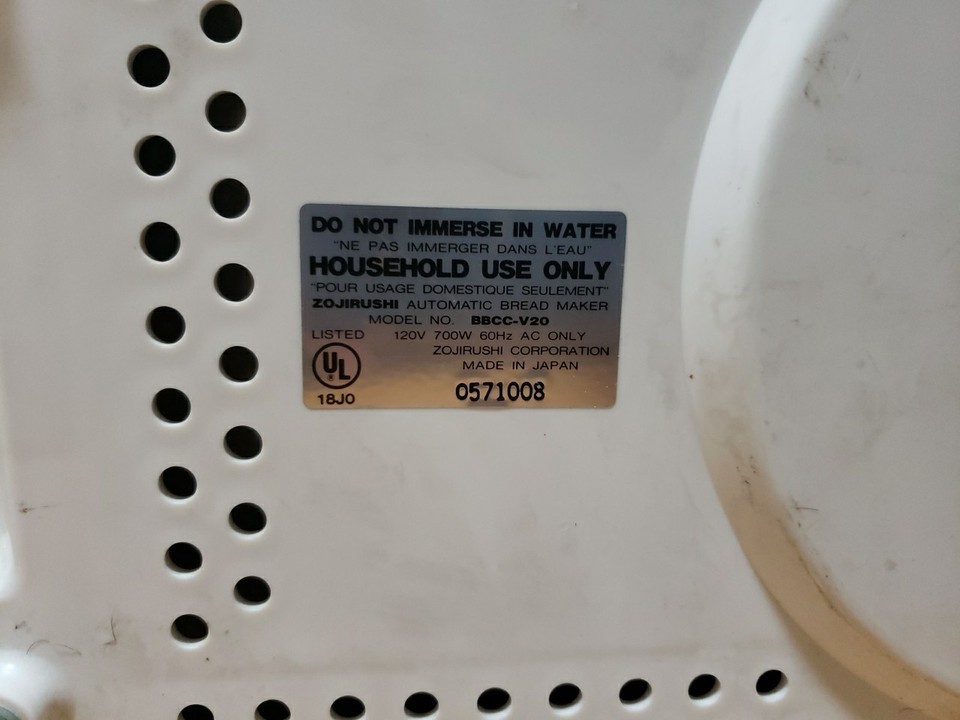 DO NOT IMMERSE IN WATER
"NE PAS IMMERGER DANS L'EAU"
HOUSEHOLD USE ONLY
"POUR USAGE DOMESTIQUE SEULEMENT"
ZOJIRUSHI AUTOMATIC BREAD MAKER
MODEL NO. BBCC-V20
LISTED 120V 700W 60Hz AC ONLY
UL
ZOJIRUSHI CORPORATION
MADE IN JAPAN
18J0 0571008